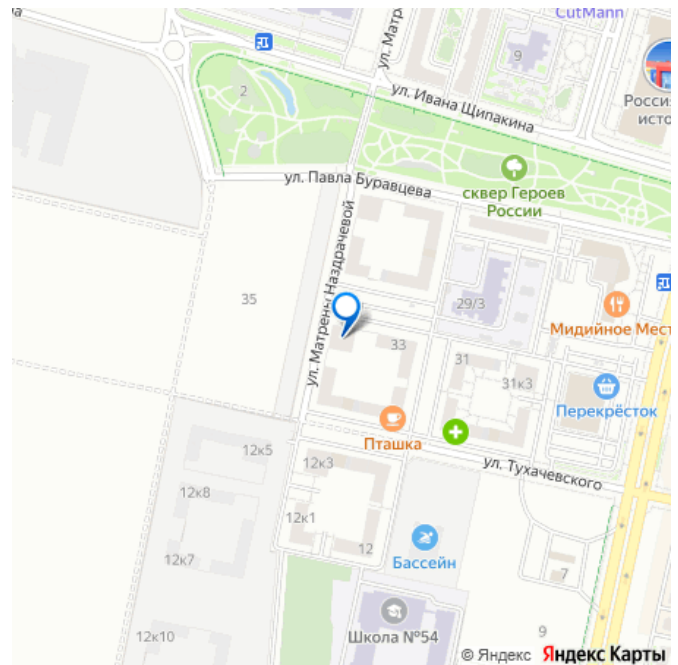 CutMann
ул. Матр
9
2
ул. Ивана Щипакина
Россия
исто
ул. Павла Буравцева
сквер Героев
России
ул. Матрены Наздрачевой
35
29/3
Мидийное Мест
33
31
31к3
Перекрёсток
Пташка
ул. Тухачевского
12к5
12к3
12к8
12к1
12
12к7
Бассейн
7
12к10
Школа №54
9
© Яндекс Яндекс Карты